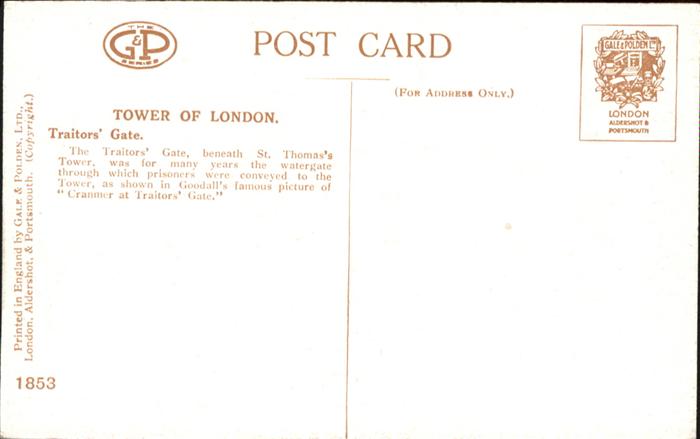 THE
G&P
SERIES
POST CARD
GALE & POLDEN LTD
LONDON
ALDERSHOT &
PORTSMOUTH
(FOR ADDRESS ONLY.)
TOWER OF LONDON.
Traitors' Gate.
The Traitors' Gate, beneath St. Thomas's
Tower, was for many years the watergate
through which prisoners were conveyed to the
Tower, as shown in Goodall's famous picture of
"Cranmer at Traitors' Gate."
Printed in England by GALE & POLDEN, LTD.,
London, Aldershot, & Portsmouth. (Copyright.)
1853